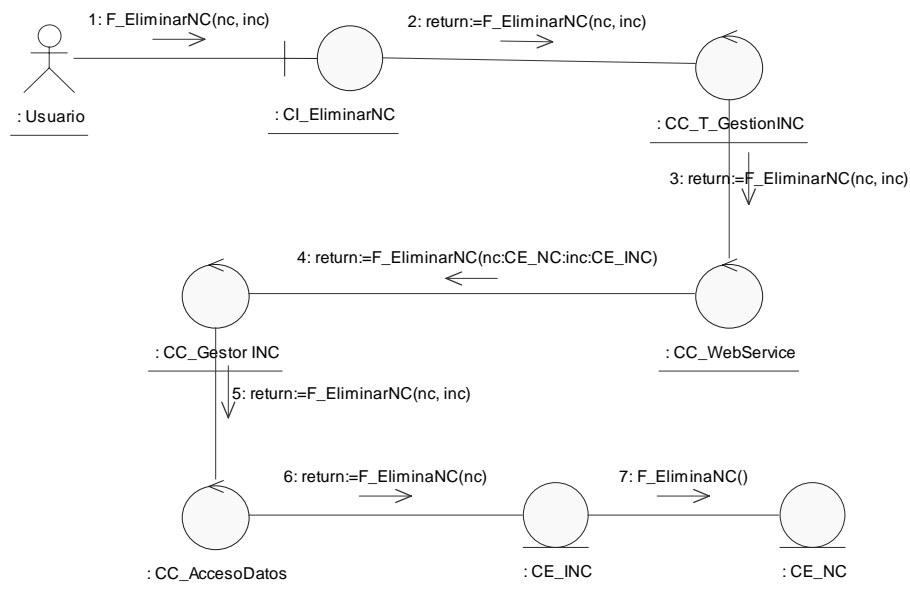 1: F_EliminarNC(nc, inc)
2: return:=F_EliminarNC(nc, inc)
: Usuario
: CI_EliminarNC
: CC_T_GestionINC
3: return:=F_EliminarNC(nc, inc)
4: return:=F_EliminarNC(nc:CE_NC:inc:CE_INC)
: CC_Gestor INC
: CC_WebService
5: return:=F_EliminarNC(nc, inc)
6: return:=F_EliminaNC(nc)
7: F_EliminaNC()
: CC_AccesoDatos
: CE_INC
: CE_NC